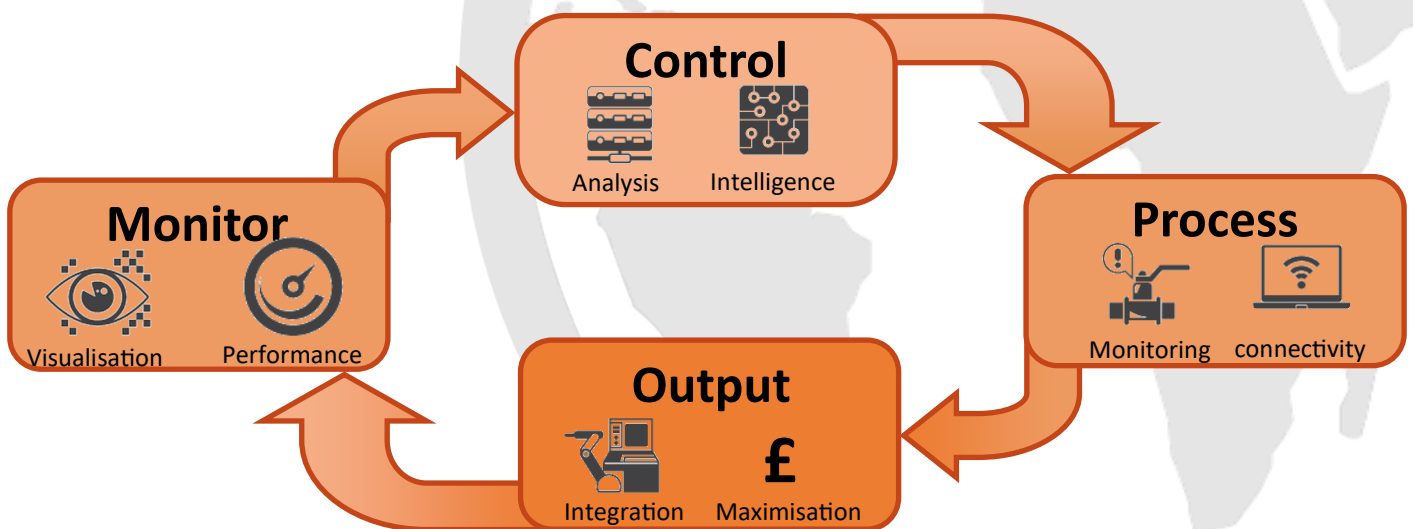 Control
Analysis
Intelligence
Monitor
Visualisation
Performance
Process
!
Monitoring
connectivity
Output
£
Integration
Maximisation